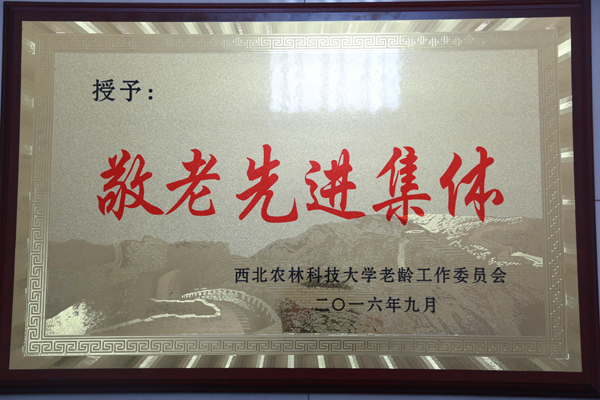 授予：
敬老先进集体
西北农林科技大学老龄工作委员会
二〇一六年九月